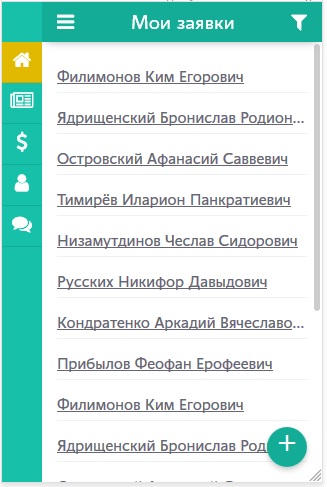 Мои заявки
Филимонов Ким Егорович
Ядрищенский Бронислав Родион...
Островский Афанасий Саввевич
Тимирёв Иларион Панкратиевич
Низамутдинов Чеслав Сидорович
Русских Никифор Давыдович
Кондратенко Аркадий Вячеславо...
Прибылов Феофан Ерофеевич
Филимонов Ким Егорович
Ядрищенский Бронислав